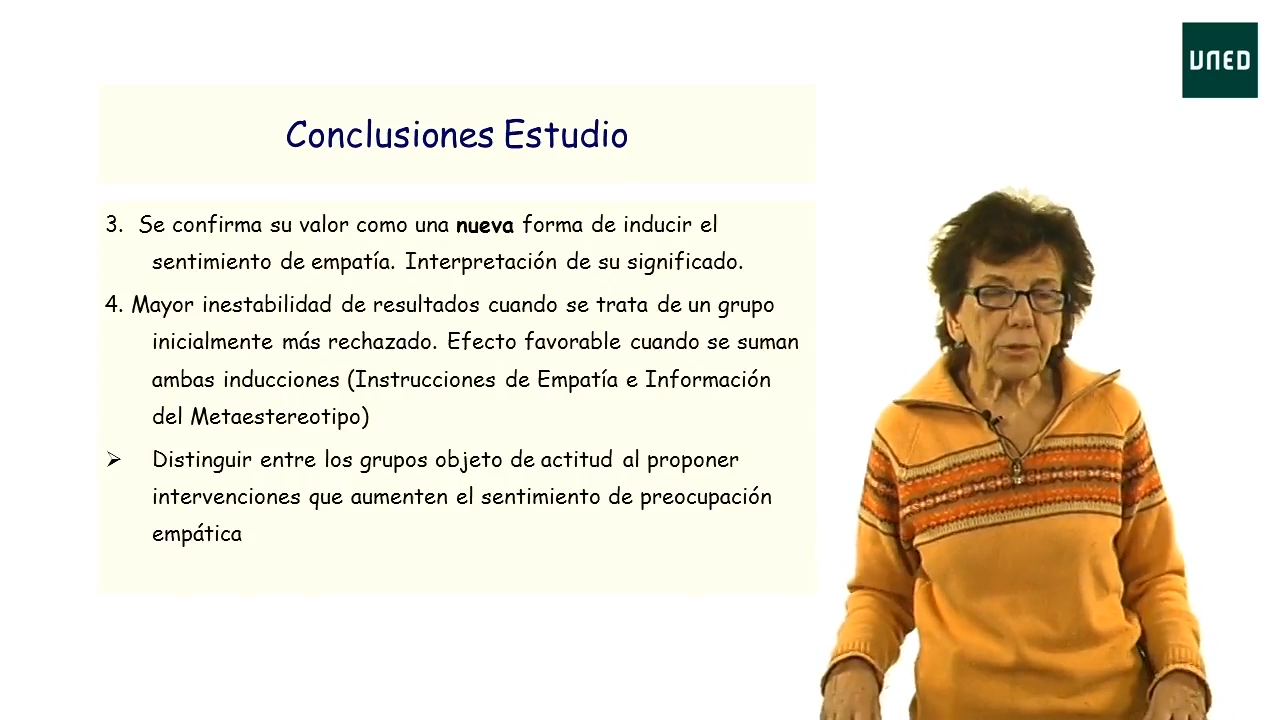 UNED
Conclusiones Estudio
3. Se confirma su valor como una nueva forma de inducir el
sentimiento de empatía. Interpretación de su significado.
4. Mayor inestabilidad de resultados cuando se trata de un grupo
inicialmente más rechazado. Efecto favorable cuando se suman
ambas inducciones (Instrucciones de Empatía e Información
del Metaestereotipo)
➢ Distinguir entre los grupos objeto de actitud al proponer
intervenciones que aumenten el sentimiento de preocupación
empática